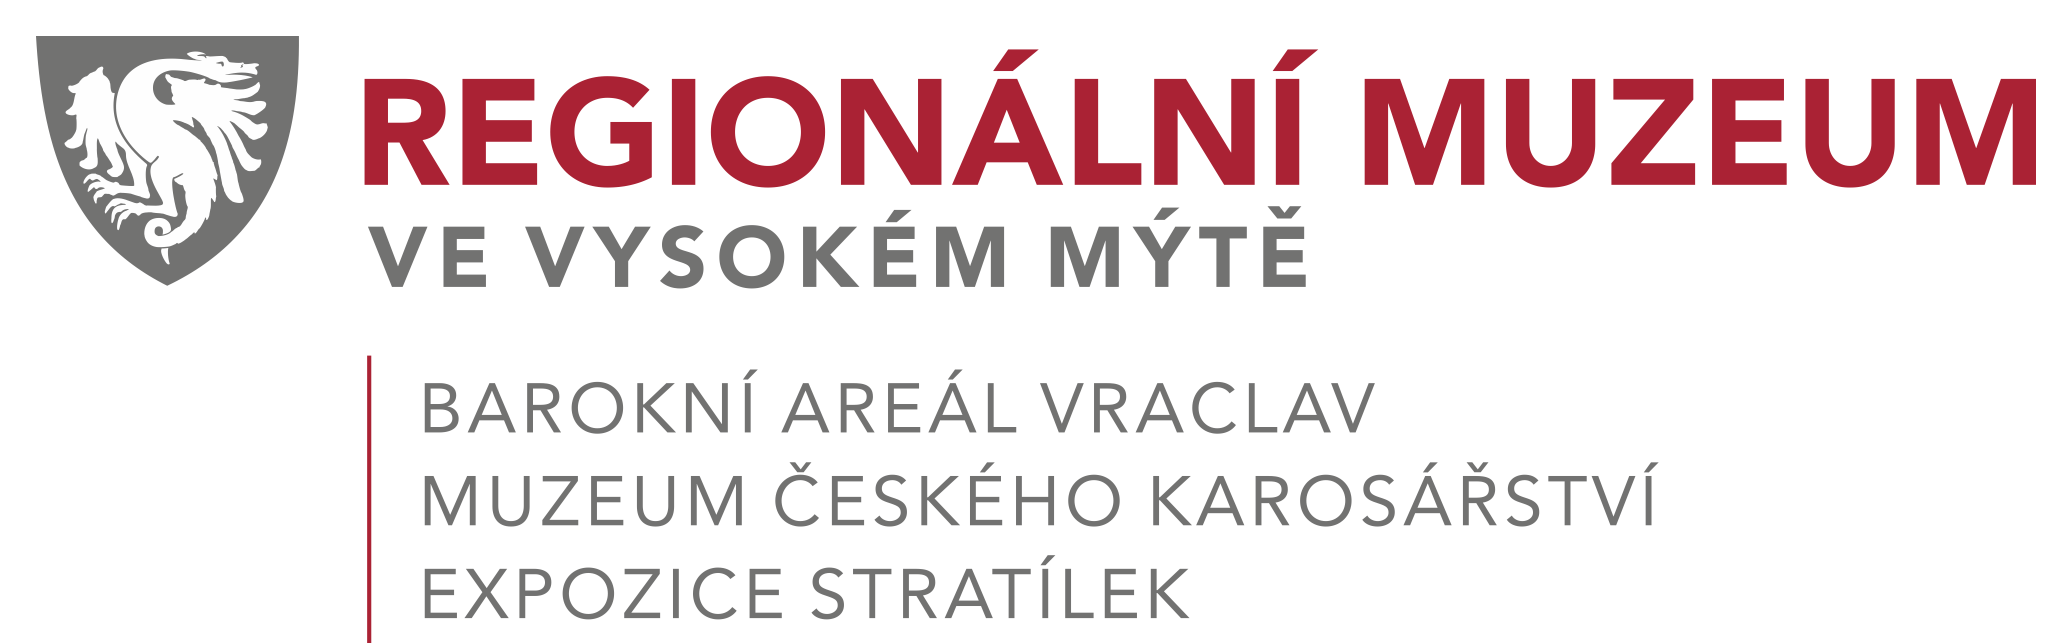 REGIONÁLNÍ MUZEUM
VE VYSOKÉM MÝTĚ
BAROKNÍ AREÁL VRACLAV
MUZEUM ČESKÉHO KAROSÁŘSTVÍ
EXPOZICE STRATÍLEK